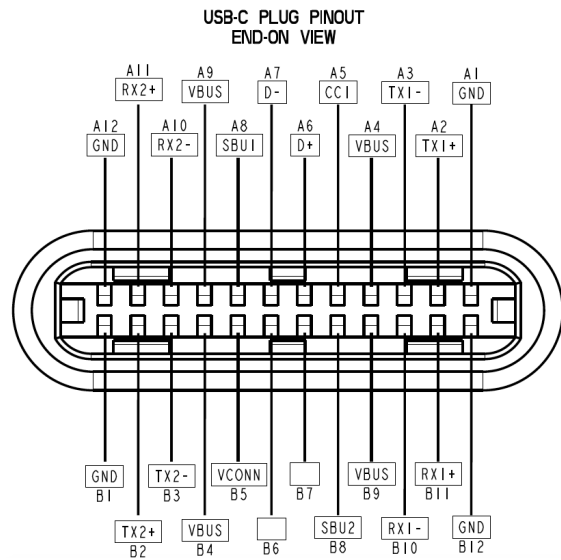 USB-C PLUG PINOUT
END-ON VIEW
A11 A9 A7 A5 A3 A1
RX2+ VBUS D- CC1 TX1- GND
A12 A10 A8 A6 A4 A2
GND RX2- SBU1 D+ VBUS TX1+
GND TX2- VCONN VBUS RX1+
B1 B3 B5 B7 B9 B11
TX2+ VBUS SBU2 RX1- GND
B2 B4 B6 B8 B10 B12